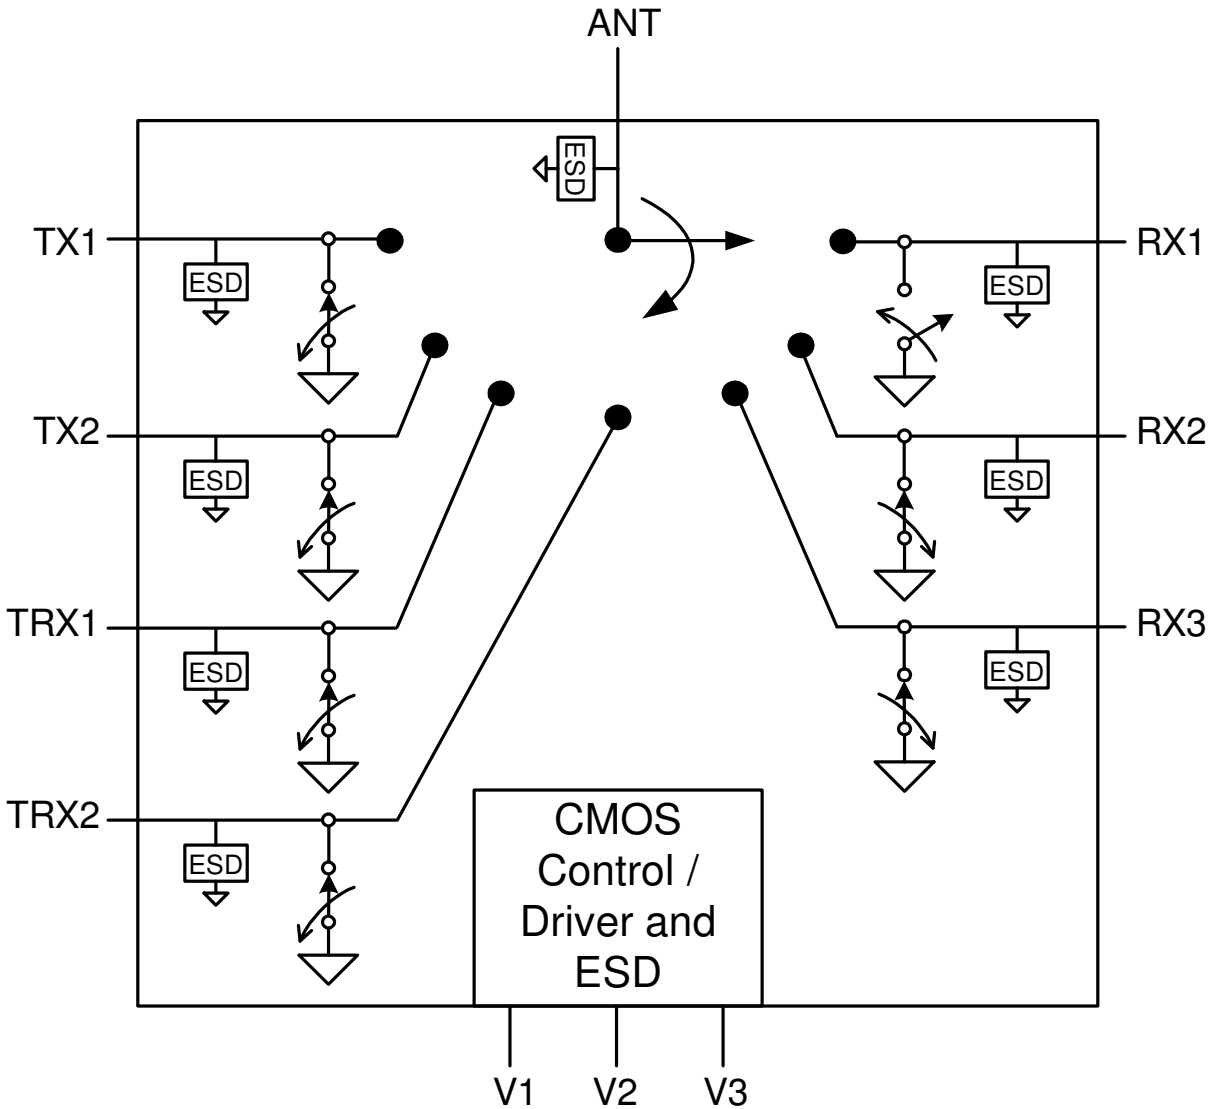 ANT
ESD
TX1
RX1
ESD
ESD
TX2
RX2
ESD
ESD
TRX1
RX3
ESD
ESD
TRX2
CMOS
Control /
Driver and
ESD
ESD
V1 V2 V3